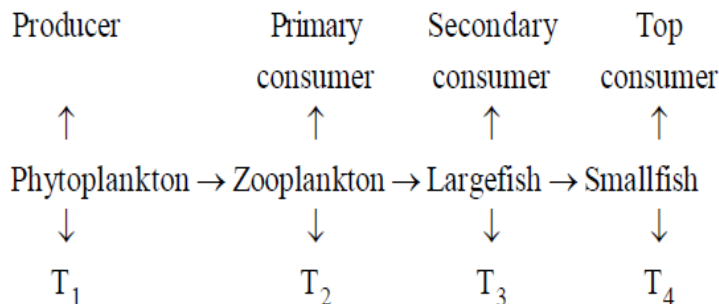 Producer Primary Secondary Top
consumer consumer consumer
↑ ↑ ↑ ↑
Phytoplankton → Zooplankton → Largefish → Smallfish
↓ ↓ ↓ ↓
T₁ T₂ T₃ T₄